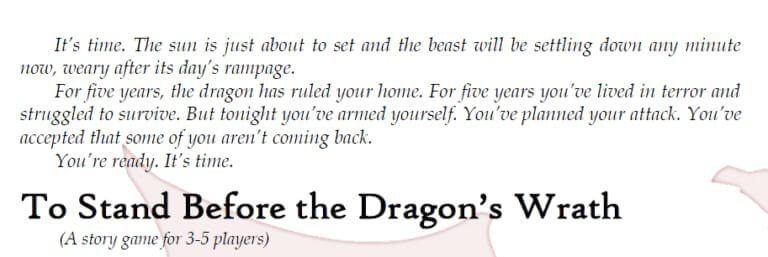 It's time. The sun is just about to set and the beast will be settling down any minute
now, weary after its day's rampage.
For five years, the dragon has ruled your home. For five years you've lived in terror and
struggled to survive. But tonight you've armed yourself. You've planned your attack. You've
accepted that some of you aren't coming back.
You're ready. It's time.
To Stand Before the Dragon's Wrath
(A story game for 3-5 players)